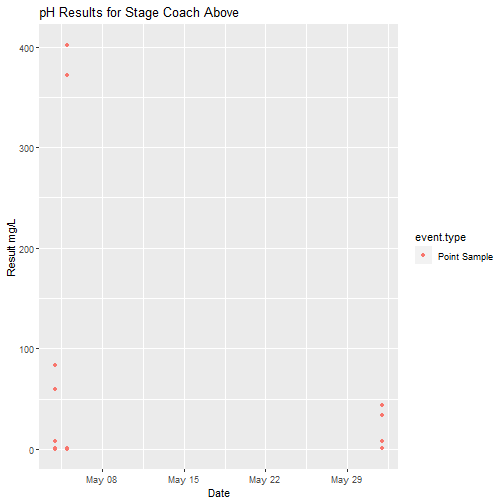 pH Results for Stage Coach Above
400
300
200
100
0
Result mg/L
May 08
May 15
May 22
May 29
Date
event.type
Point Sample